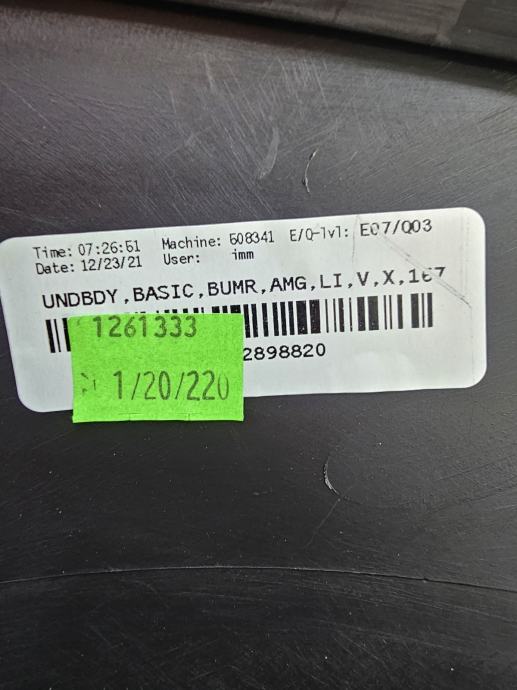 Time: 07:26:51 Machine: 508341 E/Q-lvl: E07/Q03
Date: 12/23/21 User: imm
UNDBDY,BASIC,BUMR,AMG,LI,V,X,167
1261333
2898820
1/20/220